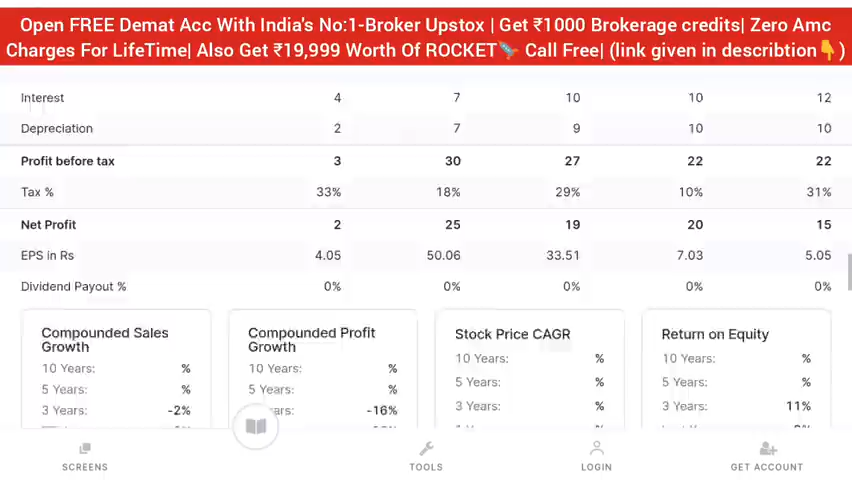 Open FREE Demat Acc With India's No:1-Broker Upstox | Get ₹1000 Brokerage credits| Zero Amc
Charges For LifeTime| Also Get ₹19,999 Worth Of ROCKET🚀 Call Free| (link given in describtion👇)
Interest 4 7 10 10 12
Depreciation 2 7 9 10 10
Profit before tax 3 30 27 22 22
Tax % 33% 18% 29% 10% 31%
Net Profit 2 25 19 20 15
EPS in Rs 4.05 50.06 33.51 7.03 5.05
Dividend Payout % 0% 0% 0% 0% 0%
Compounded Sales
Growth
10 Years: %
5 Years: %
3 Years: -2%
Compounded Profit
Growth
10 Years: %
5 Years: %
ars: -16%
Stock Price CAGR
10 Years: %
5 Years: %
3 Years: %
Return on Equity
10 Years: %
5 Years: %
3 Years: 11%
SCREENS
TOOLS
LOGIN
GET ACCOUNT